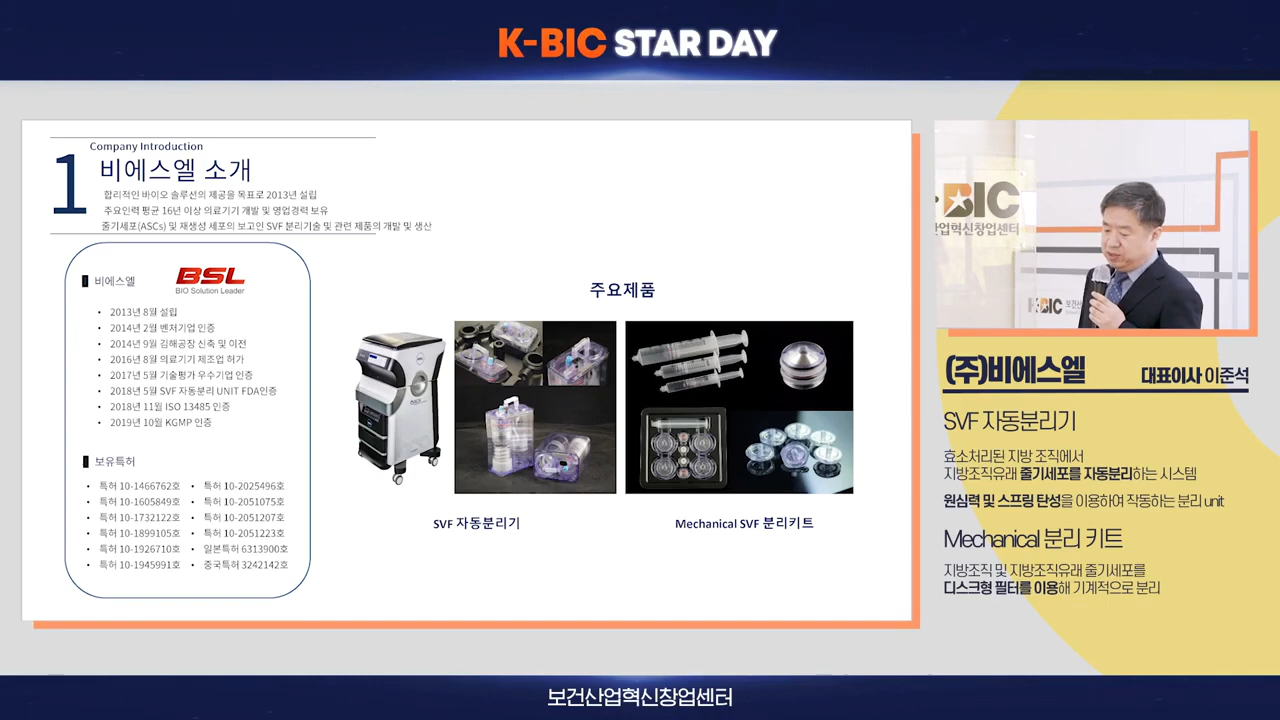 K-BIC STAR DAY
1
Company Introduction
비에스엘 소개
합리적인 바이오 솔루션의 제공을 목표로 2013년 설립
주요인력 평균 16년 이상 의료기기 개발 및 영업경력 보유
줄기세포(ASCs) 및 재생성 세포의 보고인 SVF 분리기술 및 관련 제품의 개발 및 생산
비에스엘
BSL
BIO Solution Leader
• 2013년 8월 설립
• 2014년 2월 벤처기업 인증
• 2014년 9월 김해공장 신축 및 이전
• 2016년 8월 의료기기 제조업 허가
• 2017년 5월 기술평가 우수기업 인증
• 2018년 5월 SVF 자동분리 UNIT FDA인증
• 2018년 11월 ISO 13485 인증
• 2019년 10월 KGMP 인증
보유특허
• 특허 10-1466762호 • 특허 10-2025496호
• 특허 10-1605849호 • 특허 10-2051075호
• 특허 10-1732122호 • 특허 10-2051207호
• 특허 10-1899105호 • 특허 10-2051223호
• 특허 10-1926710호 • 일본특허 6313900호
• 특허 10-1945991호 • 중국특허 3242142호
주요제품
SVF 자동분리기
Mechanical SVF 분리키트
BIC
산업혁신창업센터
K-BIC 보건산
(주)비에스엘 대표이사 이준석
SVF 자동분리기
효소처리된 지방 조직에서
지방조직유래 줄기세포를 자동분리하는 시스템
원심력 및 스프링 탄성을 이용하여 작동하는 분리 unit
Mechanical 분리 키트
지방조직 및 지방조직유래 줄기세포를
디스크형 필터를 이용해 기계적으로 분리
보건산업혁신창업센터